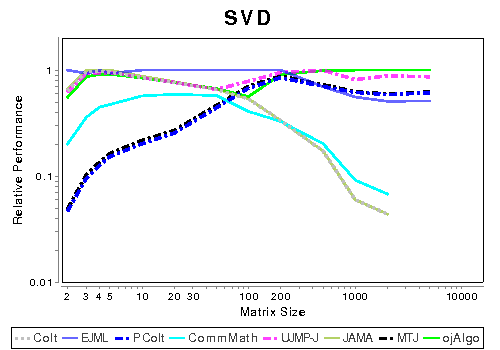 SVD
Relative Performance
1
0.1
0.01
2 3 4 5 10 20 30 100 200 1000 10000
Matrix Size
Colt EJML PColt CommMath UJMP-J JAMA MTJ ojAlgo